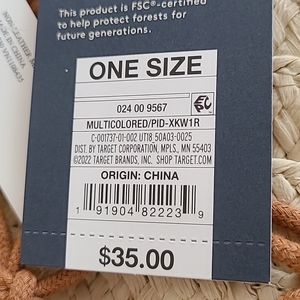 This product is FSC®-certified
to help protect forests for
future generations.
ONE SIZE
024 00 9567
MULTICOLORED/PID-XKW1R
C-001737-01-002 UT18 50A03-0025
DIST. BY TARGET CORPORATION, MPLS., MN 55403
©2022 TARGET BRANDS, INC. SHOP TARGET.COM
ORIGIN: CHINA
1 91904 82223 9
$35.00